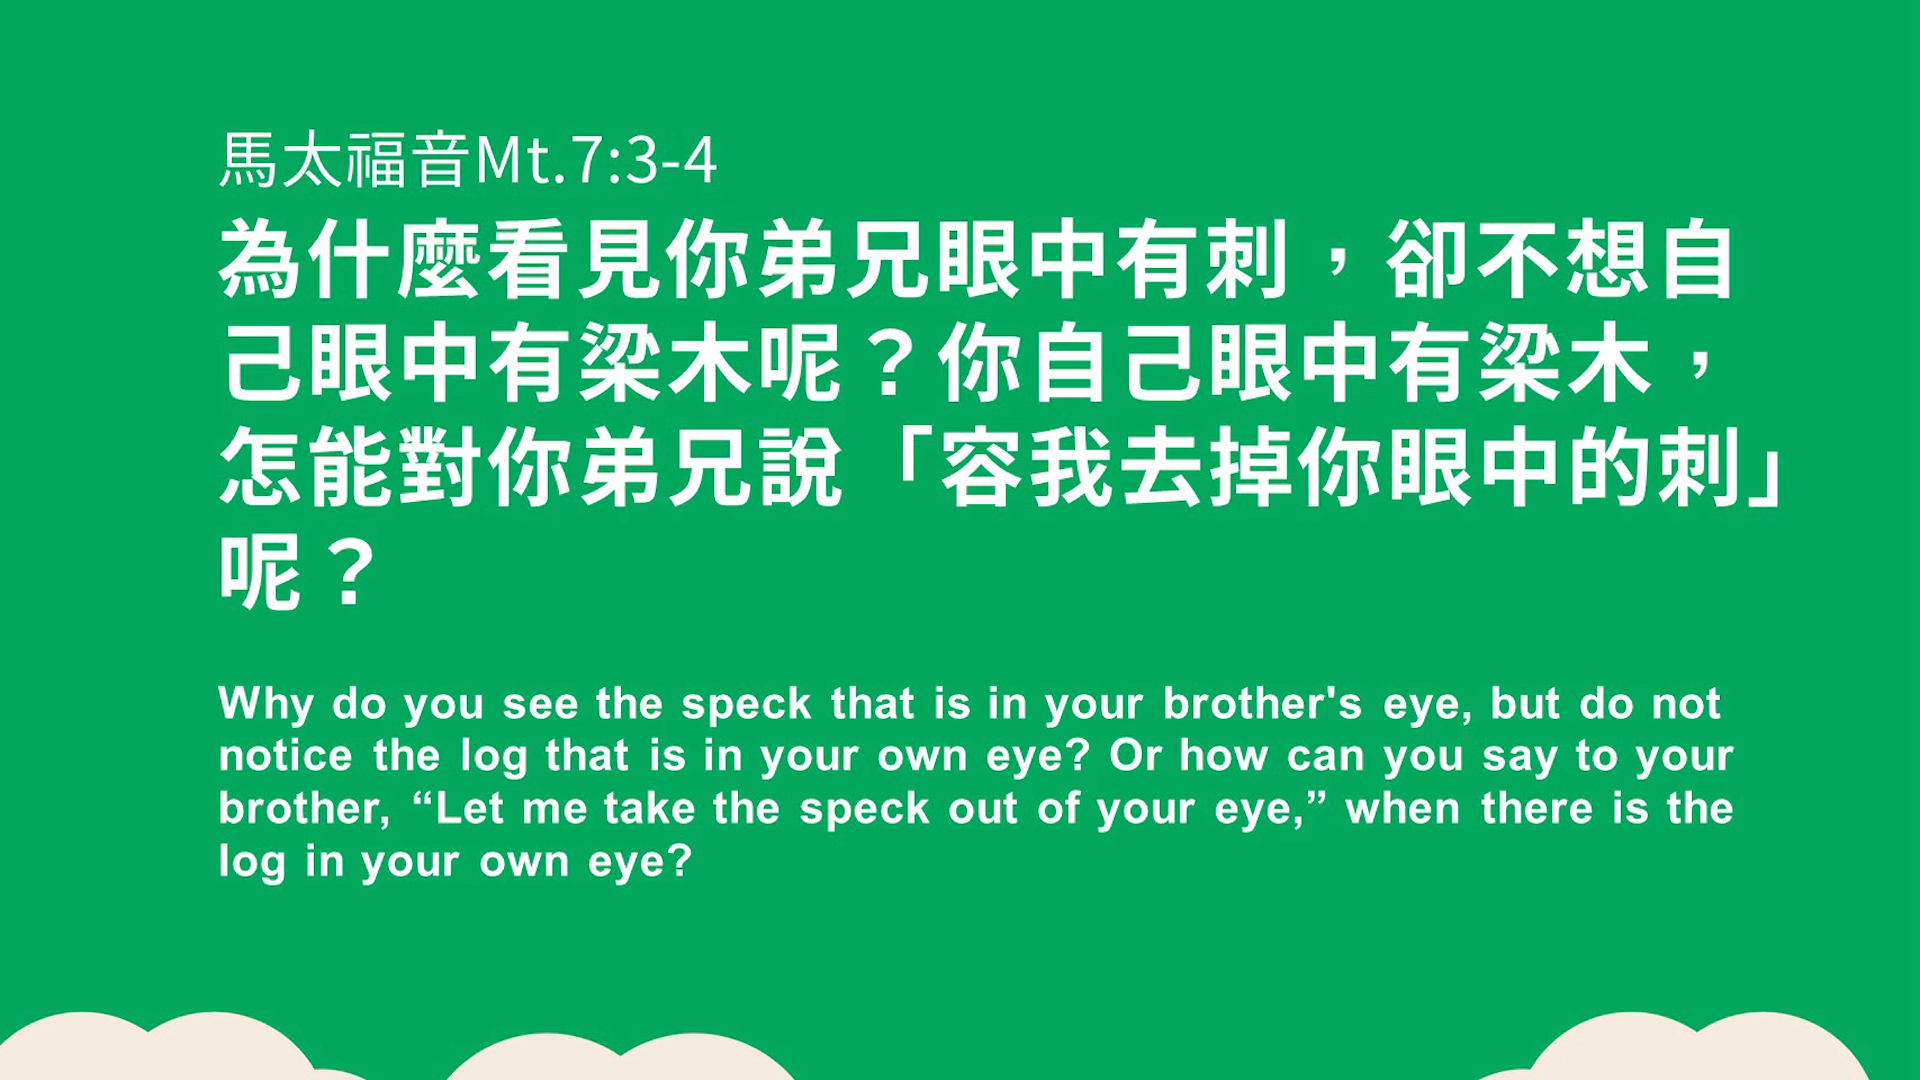 馬太福音Mt.7:3-4
為什麼看見你弟兄眼中有刺，卻不想自
己眼中有梁木呢？你自己眼中有梁木，
怎能對你弟兄說「容我去掉你眼中的刺」
呢？
Why do you see the speck that is in your brother's eye, but do not
notice the log that is in your own eye? Or how can you say to your
brother, “Let me take the speck out of your eye,” when there is the
log in your own eye?